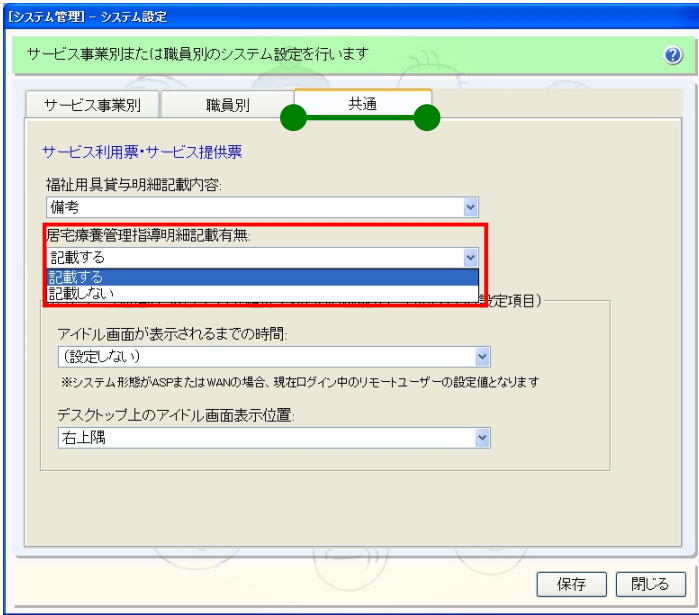 [システム管理] - システム設定
サービス事業別または職員別のシステム設定を行います
?
サービス事業別 職員別 共通
サービス利用票・サービス提供票
福祉用具貸与明細記載内容:
備考
居宅療養管理指導明細記載有無:
記載する
記載する
記載しない
設定項目)
アイドル画面が表示されるまでの時間:
(設定しない)
※システム形態がASPまたはWANの場合、現在ログイン中のリモートユーザーの設定値となります
デスクトップ上のアイドル画面表示位置:
右上隅
保存 閉じる